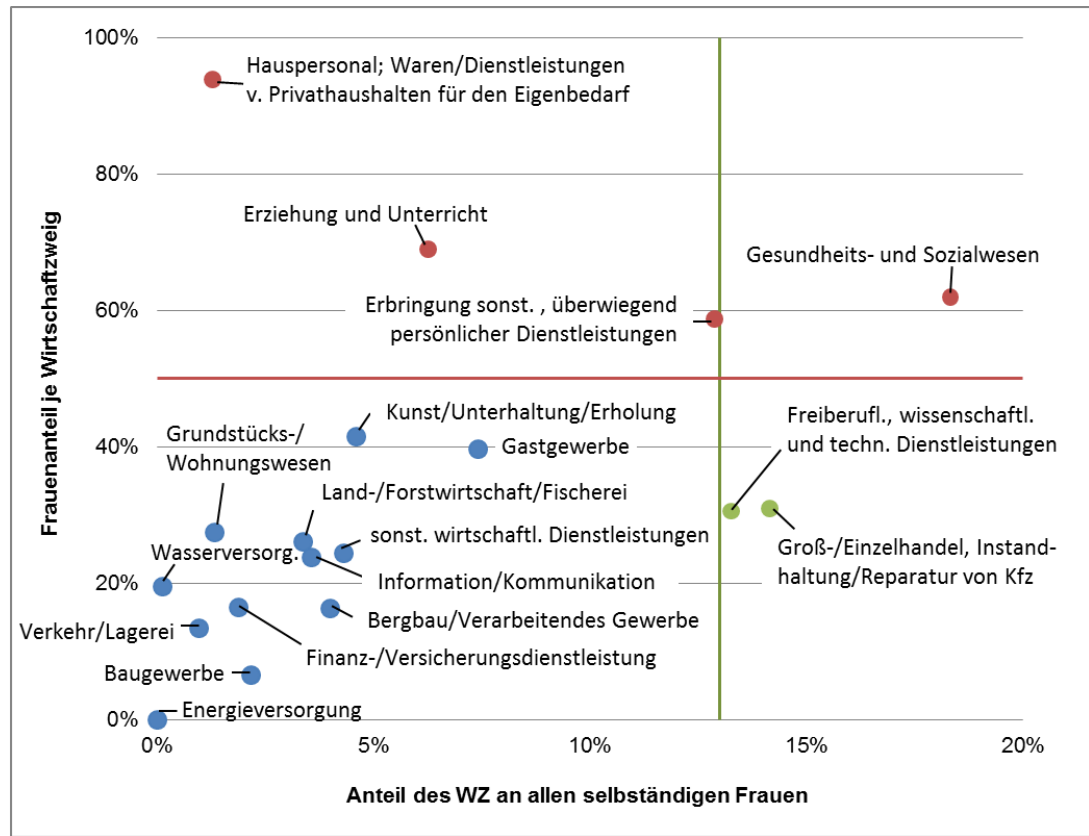 100%
Hauspersonal; Waren/Dienstleistungen
v. Privathaushalten für den Eigenbedarf
80%
Erziehung und Unterricht
Gesundheits- und Sozialwesen
60%
Erbringung sonst. , überwiegend
persönlicher Dienstleistungen
Frauenanteil je Wirtschaftzweig
Kunst/Unterhaltung/Erholung
Freiberufl., wissenschaftl.
und techn. Dienstleistungen
Grundstücks-/
Wohnungswesen
40%
Gastgewerbe
Land-/Forstwirtschaft/Fischerei
sonst. wirtschaftl. Dienstleistungen
Groß-/Einzelhandel, Instand-
haltung/Reparatur von Kfz
Wasserversorg.
20%
Information/Kommunikation
Bergbau/Verarbeitendes Gewerbe
Verkehr/Lagerei
Finanz-/Versicherungsdienstleistung
Baugewerbe
0%
Energieversorgung
0%
5%
10%
15%
20%
Anteil des WZ an allen selbständigen Frauen